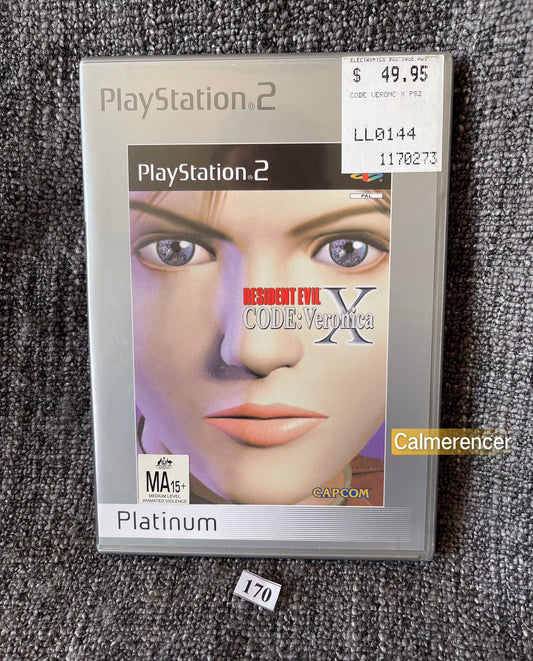 ELECTRONICS BOUTIQUE
$ 49.95
CODE VERONC X PS2
LL0144
1170273
PlayStation®2
PlayStation®2
PAL
RESIDENT EVIL
CODE:Veronica
X
Calmerencer
MA15+
MEDIUM LEVEL
ANIMATED VIOLENCE
CAPCOM
Platinum
170